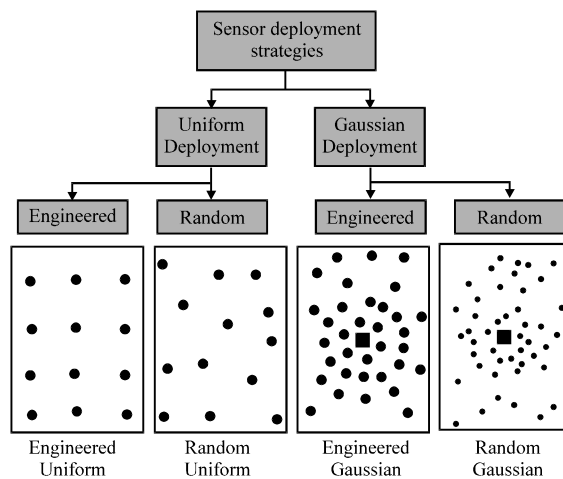 Sensor deployment
strategies
Uniform
Deployment
Gaussian
Deployment
Engineered
Random
Engineered
Random
Engineered
Uniform
Random
Uniform
Engineered
Gaussian
Random
Gaussian